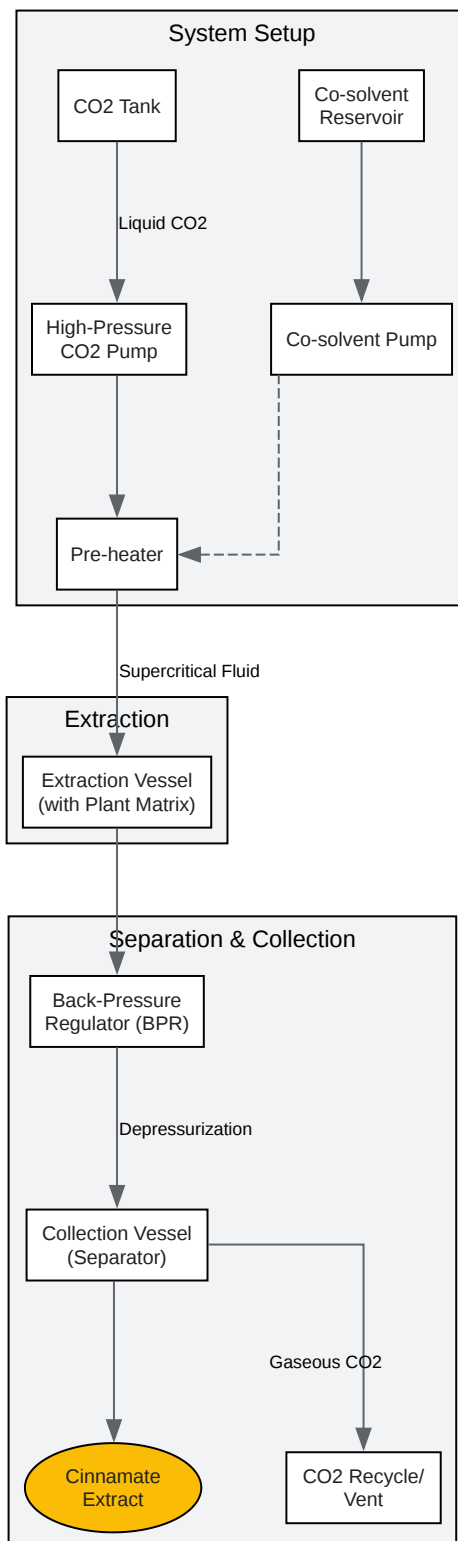 System Setup
CO2 Tank
Co-solvent
Reservoir
Liquid CO2
High-Pressure
CO2 Pump
Co-solvent Pump
Pre-heater
Supercritical Fluid
Extraction
Extraction Vessel
(with Plant Matrix)
Separation & Collection
Back-Pressure
Regulator (BPR)
Depressurization
Collection Vessel
(Separator)
Gaseous CO2
Cinnamate
Extract
CO2 Recycle/
Vent